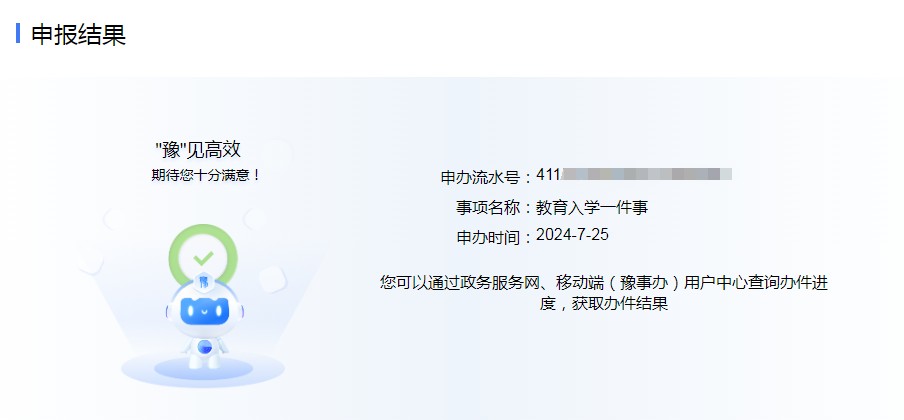 申报结果
"豫"见高效
期待您十分满意！
豫
申办流水号：411
事项名称：教育入学一件事
申办时间：2024-7-25
您可以通过政务服务网、移动端（豫事办）用户中心查询办件进
度，获取办件结果